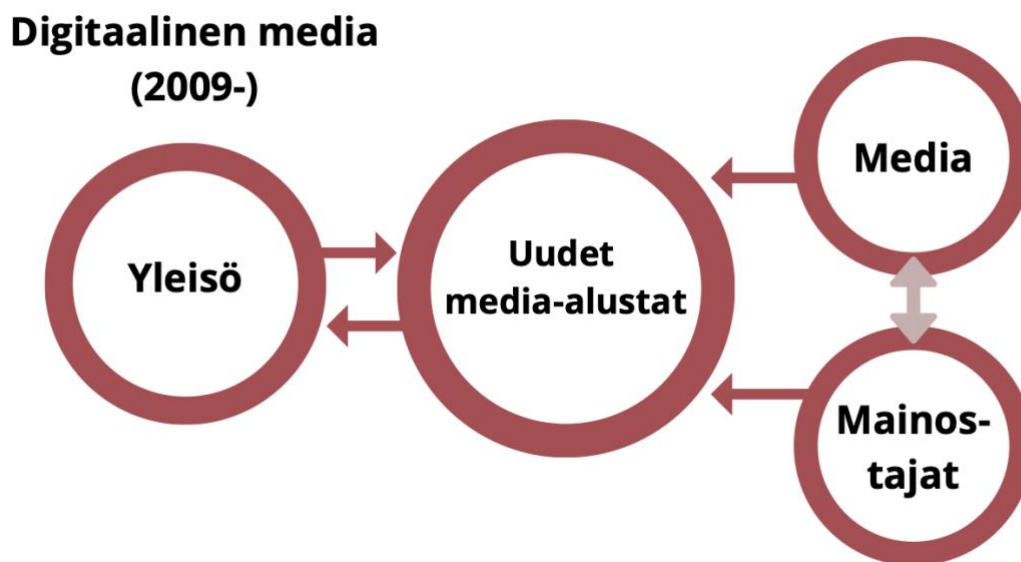 Digitaalinen media
(2009-)
Yleisö
Uudet
media-alustat
Media
Mainos-
tajat